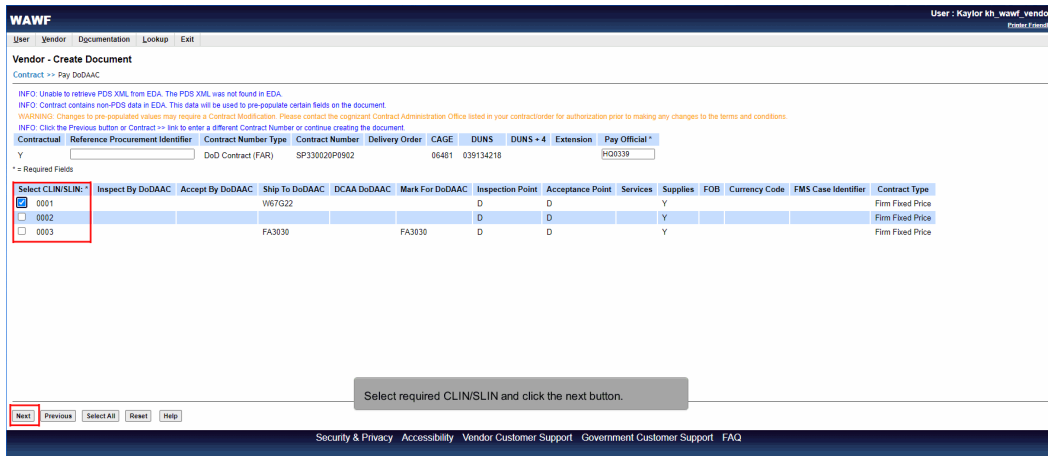 WAWF
User : Kaylor kh_wawf_vendo
Printer Friendl
User Vendor Documentation Lookup Exit
Vendor - Create Document
Contract >> Pay DoDAAC
INFO: Unable to retrieve PDS XML from EDA. The PDS XML was not found in EDA.
INFO: Contract contains non-PDS data in EDA. This data will be used to pre-populate certain fields on the document.
WARNING: Changes to pre-populated values may require a Contract Modification. Please contact the cognizant Contract Administration Office listed in your contract/order for authorization prior to making any changes to the terms and conditions.
INFO: Click the Previous button or Contract >> link to enter a different Contract Number or continue creating the document.
Contractual Reference Procurement Identifier Contract Number Type Contract Number Delivery Order CAGE DUNS DUNS + 4 Extension Pay Official *
Y DoD Contract (FAR) SP330020P0902 06481 039134218 HQ0339
* = Required Fields
Select CLIN/SLIN: * Inspect By DoDAAC Accept By DoDAAC Ship To DoDAAC DCAA DoDAAC Mark For DoDAAC Inspection Point Acceptance Point Services Supplies FOB Currency Code FMS Case Identifier Contract Type
0001 W67G22 D D Y Firm Fixed Price
0002 D D Y Firm Fixed Price
0003 FA3030 FA3030 D D Y Firm Fixed Price
Select required CLIN/SLIN and click the next button.
Next Previous Select All Reset Help
Security & Privacy Accessibility Vendor Customer Support Government Customer Support FAQ